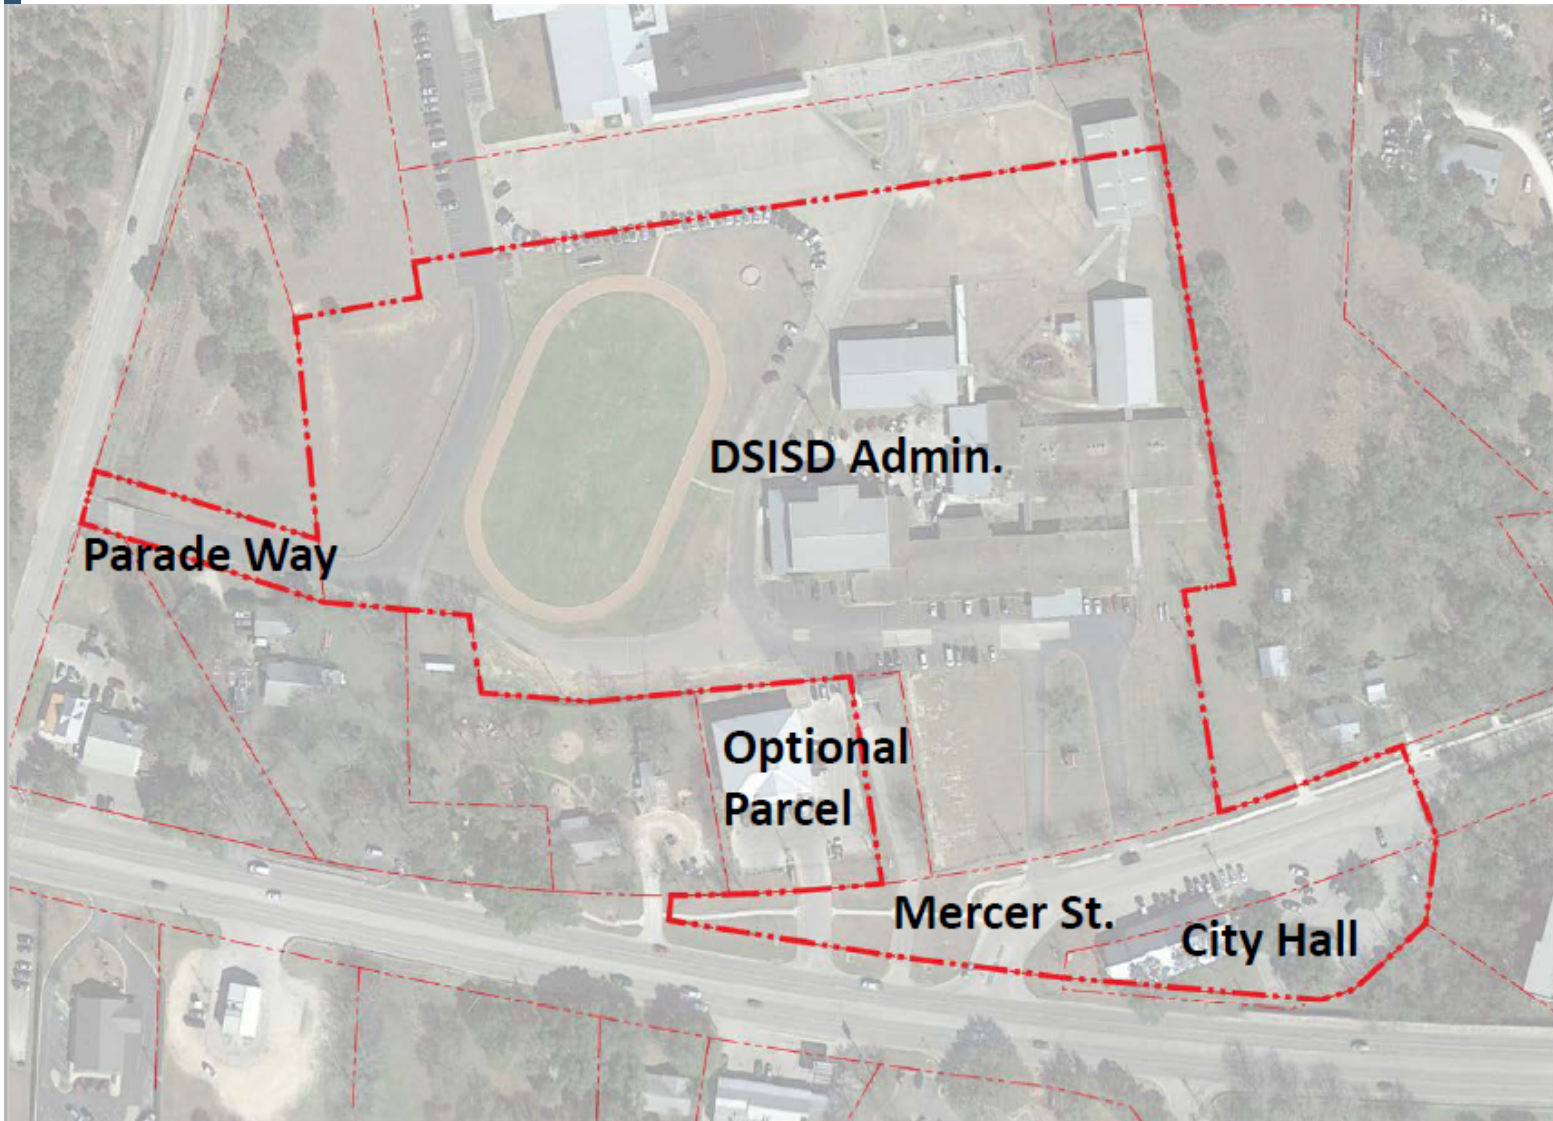 DSISD Admin.
Parade Way
Optional
Parcel
Mercer St.
City Hall